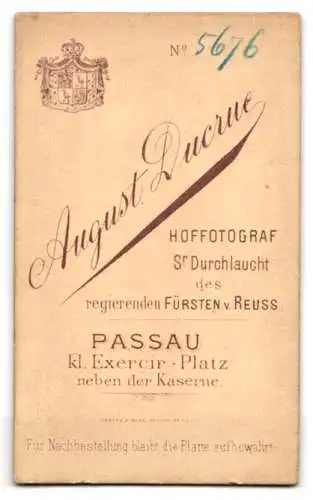 No. 5676
August Ducrue
HOFFOTOGRAF
Sr Durchlaucht
des
regierenden FÜRSTEN v. REUSS
PASSAU
kl. Exercir-Platz
neben der Kaserne.
Für Nachbestellung bleibt die Platte aufbewahrt.